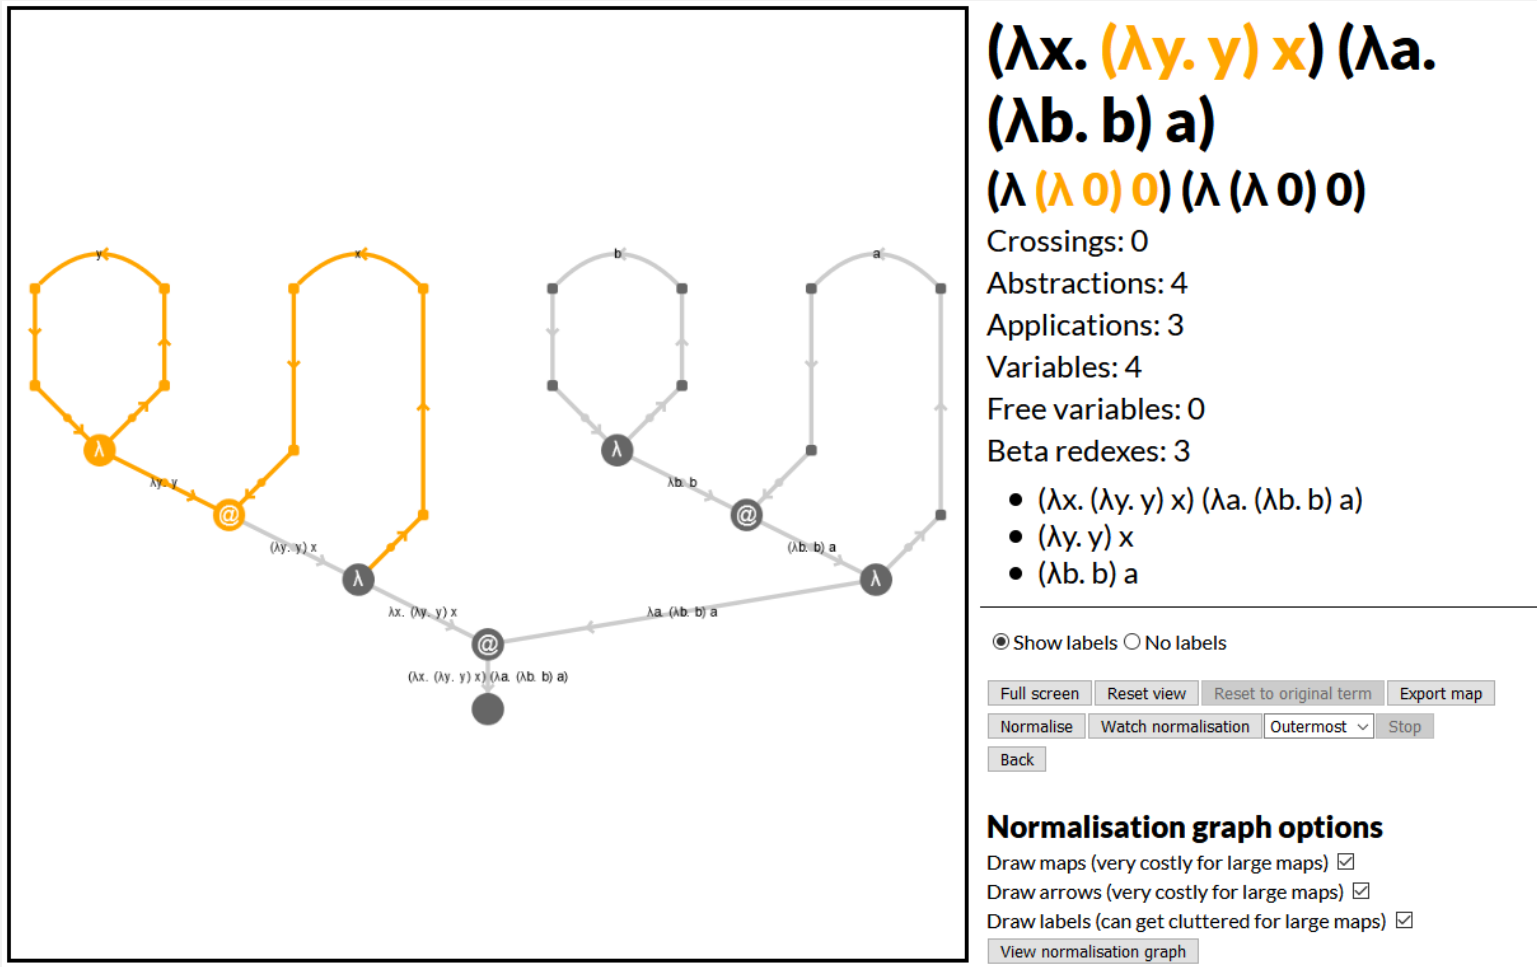 (λx. (λy. y) x) (λa.
(λb. b) a)
(λ (λ 0) 0) (λ (λ 0) 0)
Crossings: 0
Abstractions: 4
Applications: 3
Variables: 4
Free variables: 0
Beta redexes: 3
(λx. (λy. y) x) (λa. (λb. b) a)
(λy. y) x
(λb. b) a
Show labels No labels
Full screen Reset view Reset to original term Export map
Normalise Watch normalisation Outermost Stop
Back
Normalisation graph options
Draw maps (very costly for large maps)
Draw arrows (very costly for large maps)
Draw labels (can get cluttered for large maps)
View normalisation graph
y x b a
λ λ
λy. y λb. b
@ @
(λy. y) x (λb. b) a
λ λ
λx. (λy. y) x λa. (λb. b) a
@
(λx. (λy. y) x) (λa. (λb. b) a)